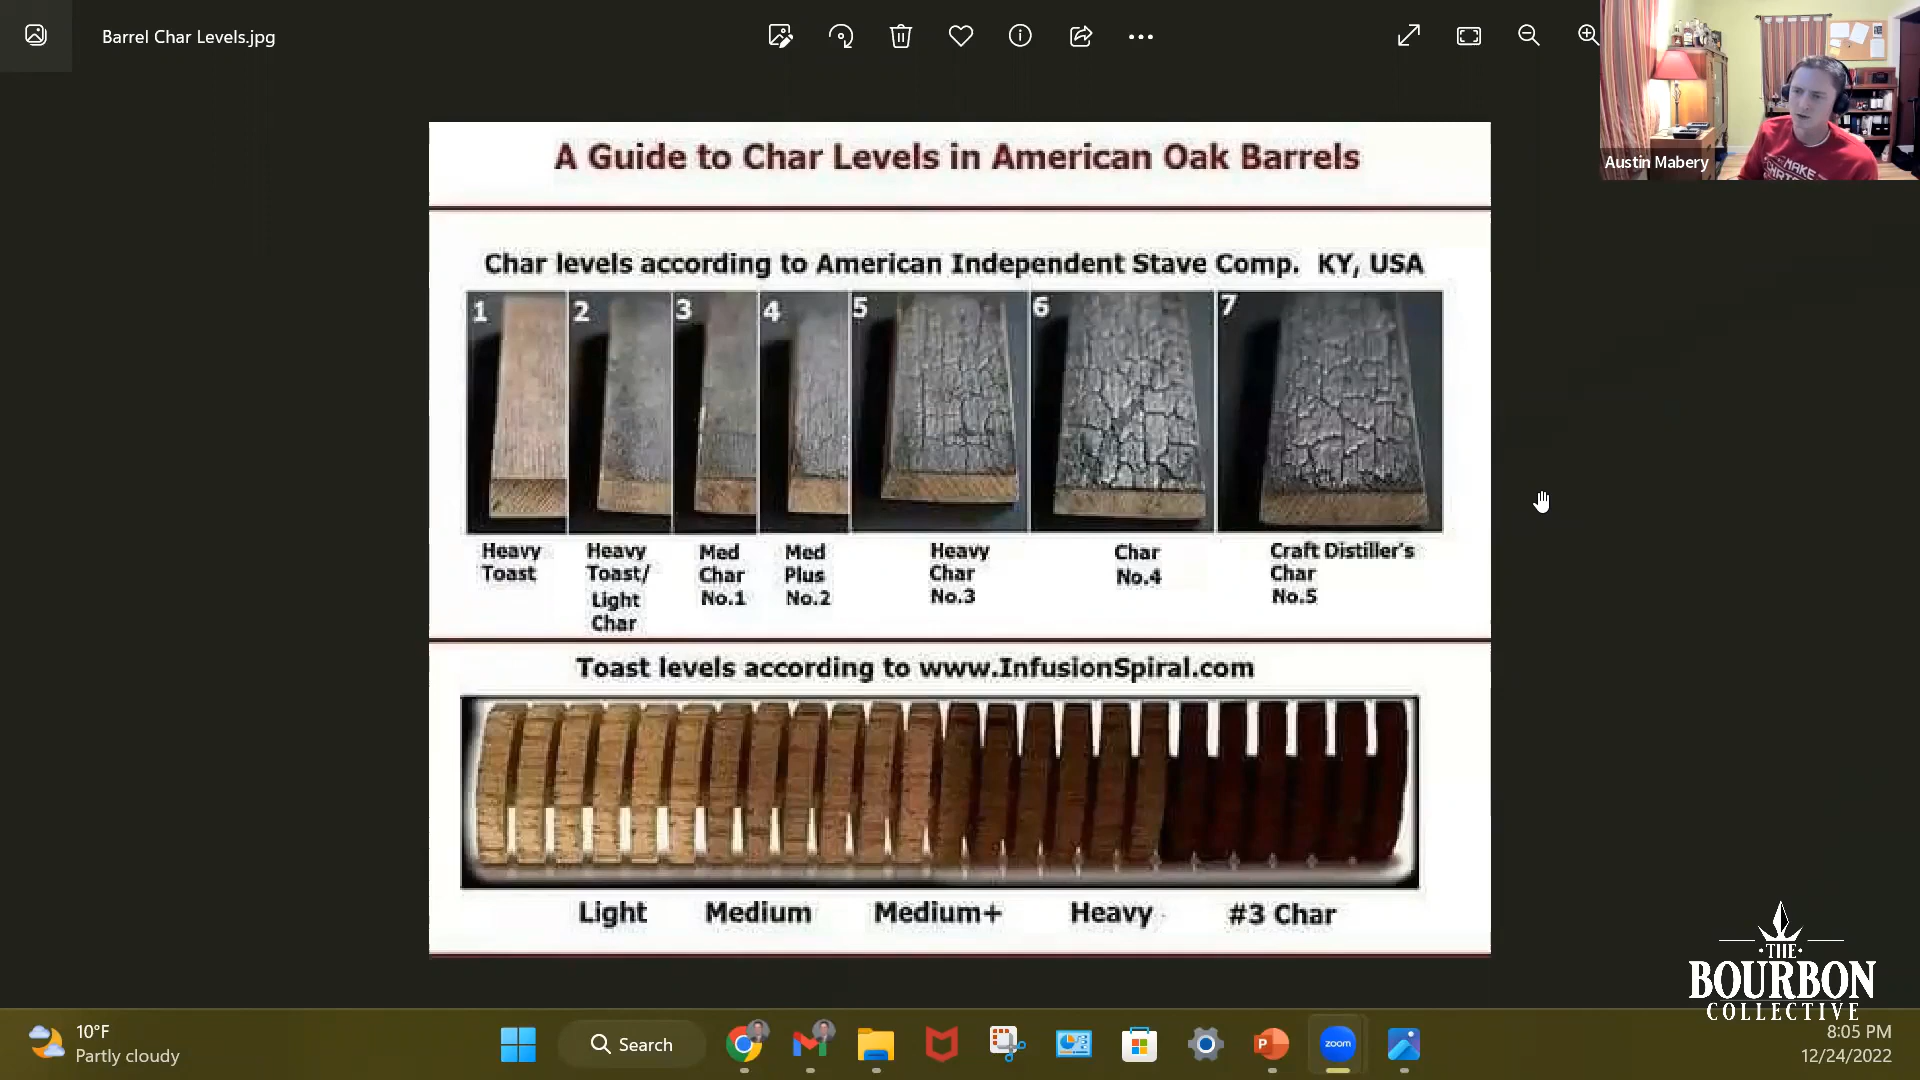 Barrel Char Levels.jpg
Austin Mabery
MAKE
A Guide to Char Levels in American Oak Barrels
Char levels according to American Independent Stave Comp. KY, USA
1 2 3 4 5 6 7
Heavy
Toast
Heavy
Toast/
Light
Char
Med
Char
No.1
Med
Plus
No.2
Heavy
Char
No.3
Char
No.4
Craft Distiller's
Char
No.5
Toast levels according to www.InfusionSpiral.com
Light Medium Medium+ Heavy #3 Char
·THE·
BOURBON
COLLECTIVE
10°F
Partly cloudy
Search
P
zoom
8:05 PM
12/24/2022